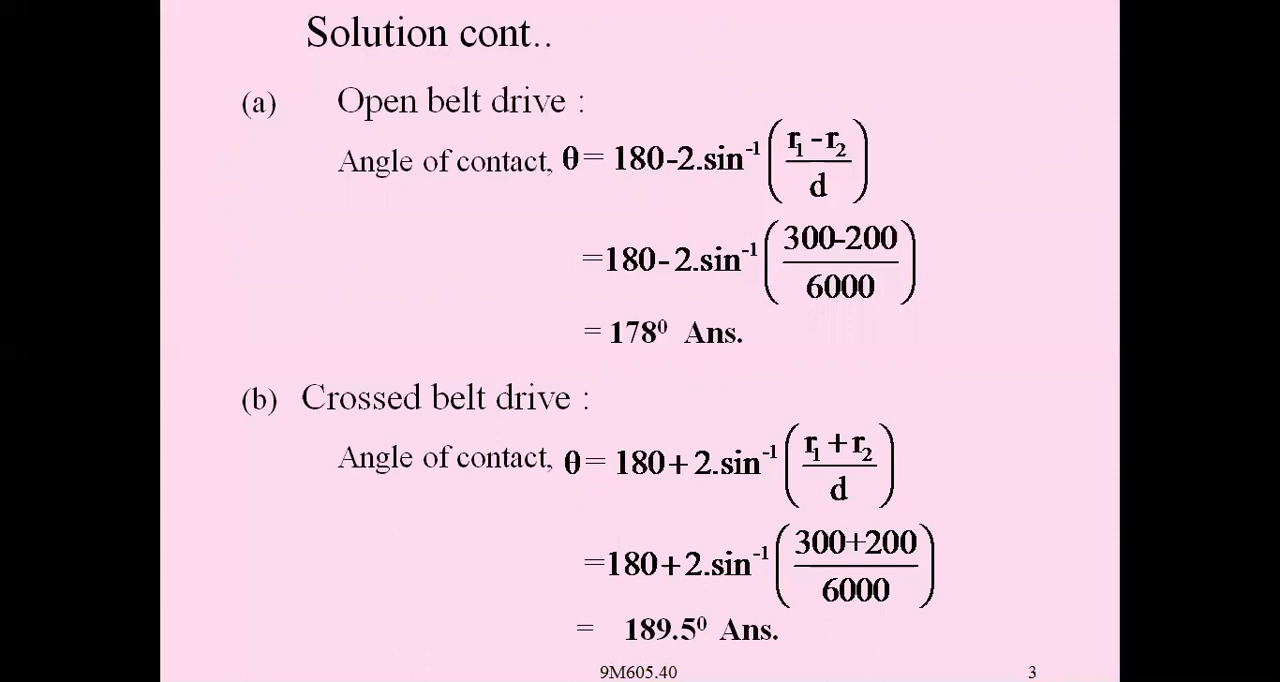 Solution cont..
(a) Open belt drive :
Angle of contact, θ = 180-2.sin⁻¹ ( (r₁ - r₂) / d )
=180-2.sin⁻¹ ( (300-200) / 6000 )
= 178⁰ Ans.
(b) Crossed belt drive :
Angle of contact, θ = 180+2.sin⁻¹ ( (r₁ + r₂) / d )
=180+2.sin⁻¹ ( (300+200) / 6000 )
= 189.5⁰ Ans.
9M605.40 3